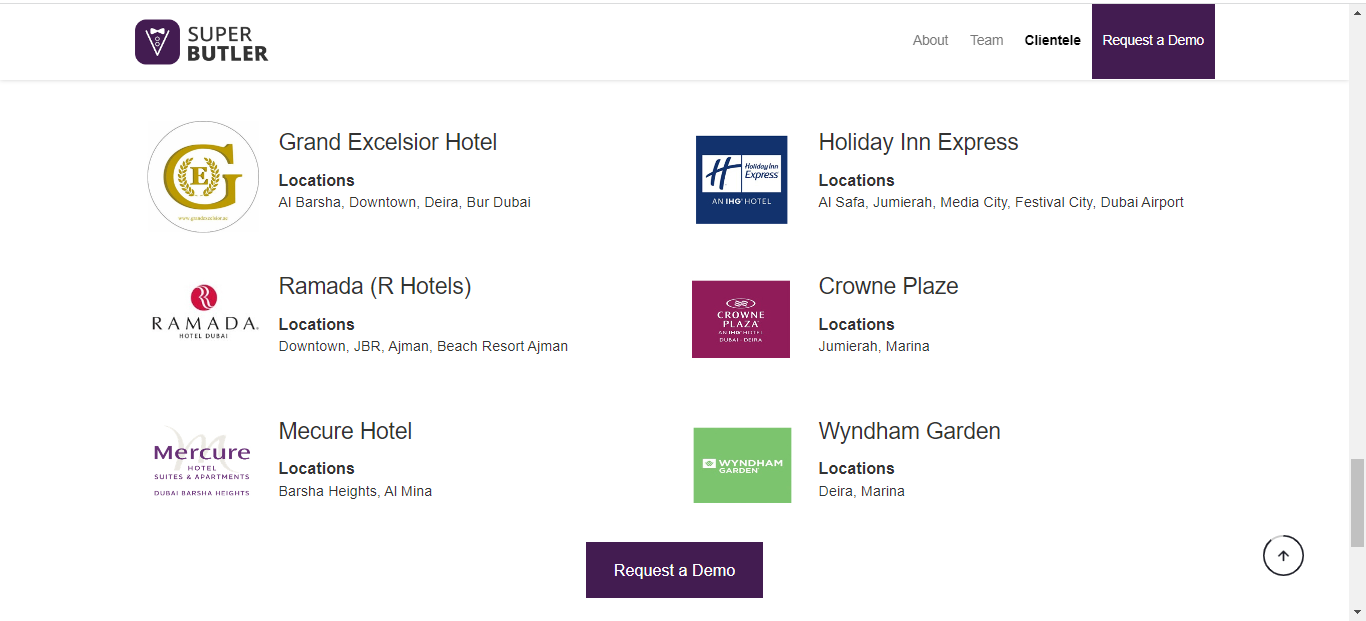 SUPER
BUTLER
About
Team
Clientele
Request a Demo
GE
www.grandexcelsior.ae
Grand Excelsior Hotel
Locations
Al Barsha, Downtown, Deira, Bur Dubai
H Holiday Inn
Express
AN IHG® HOTEL
Holiday Inn Express
Locations
Al Safa, Jumierah, Media City, Festival City, Dubai Airport
R
RAMADA.
HOTEL DUBAI
Ramada (R Hotels)
Locations
Downtown, JBR, Ajman, Beach Resort Ajman
CROWNE
PLAZA
AN IHG® HOTEL
DUBAI - DEIRA
Crowne Plaza
Locations
Jumierah, Marina
m
Mercure
HOTEL
SUITES & APARTMENTS
DUBAI BARSHA HEIGHTS
Mecure Hotel
Locations
Barsha Heights, Al Mina
WYNDHAM
GARDEN
Wyndham Garden
Locations
Deira, Marina
Request a Demo